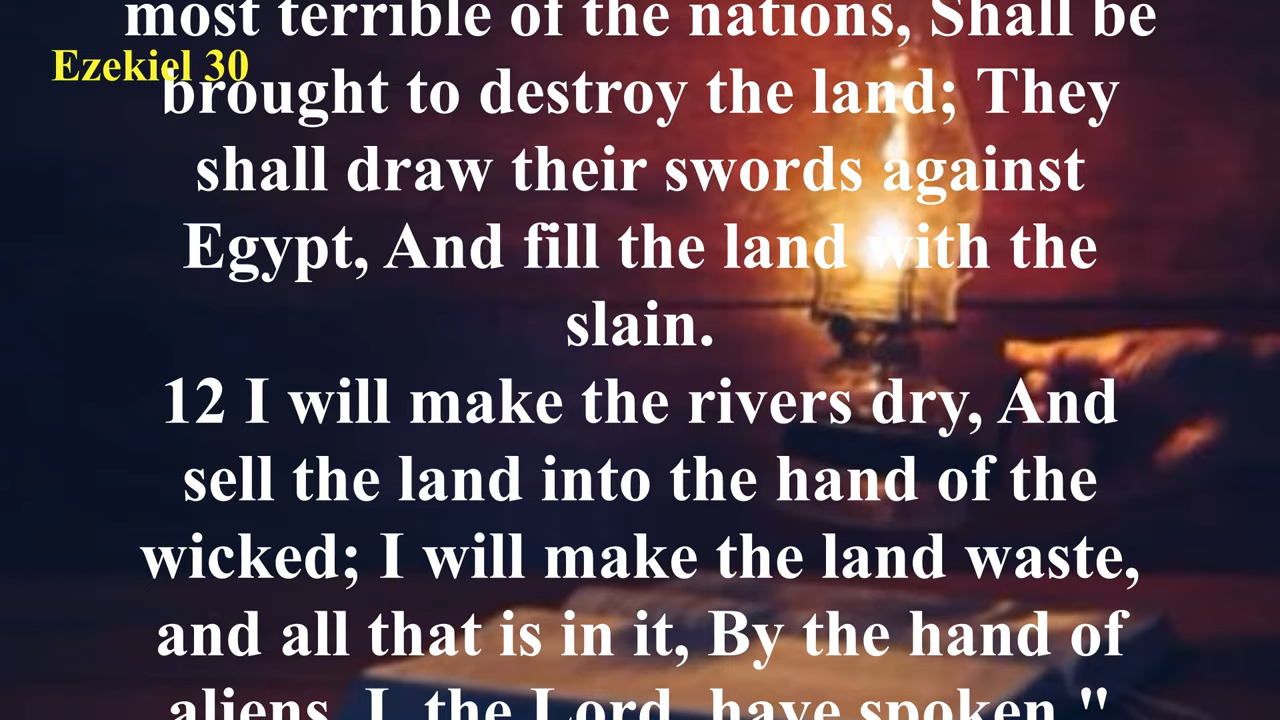 most terrible of the nations, Shall be
Ezekiel 30
brought to destroy the land; They
shall draw their swords against
Egypt, And fill the land with the
slain.
12 I will make the rivers dry, And
sell the land into the hand of the
wicked; I will make the land waste,
and all that is in it, By the hand of
aliens. I, the Lord, have spoken."